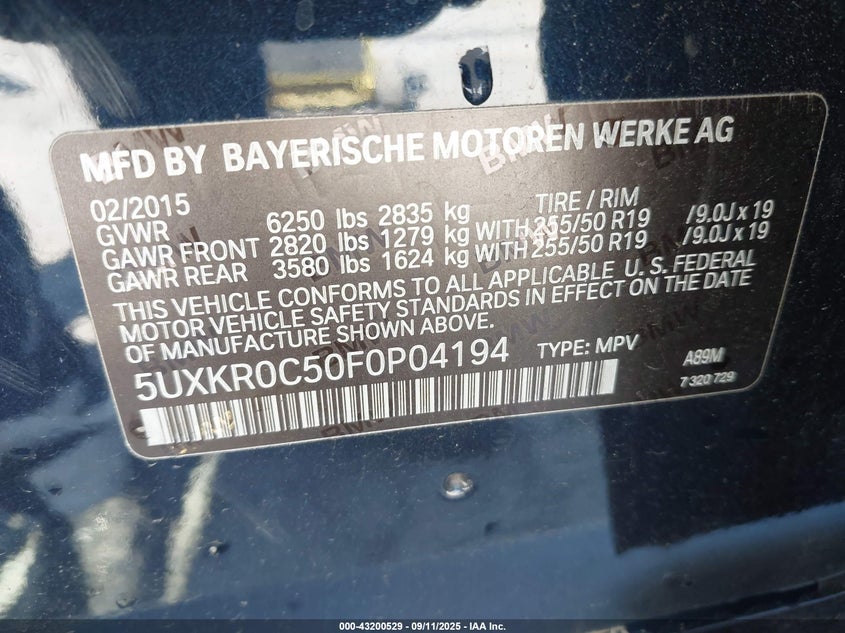 MFD BY BAYERISCHE MOTOREN WERKE AG
02/2015 TIRE / RIM
GVWR 6250 lbs 2835 kg
GAWR FRONT 2820 lbs 1279 kg WITH 255/50 R19 /9.0J x 19
GAWR REAR 3580 lbs 1624 kg WITH 255/50 R19 /9.0J x 19
THIS VEHICLE CONFORMS TO ALL APPLICABLE U.S. FEDERAL
MOTOR VEHICLE SAFETY STANDARDS IN EFFECT ON THE DATE
OF MANUFACTURE SHOWN ABOVE.
5UXKR0C50F0P04194 TYPE: MPV A89M
7 320 729
000-43200529 - 09/11/2025 - IAA Inc.